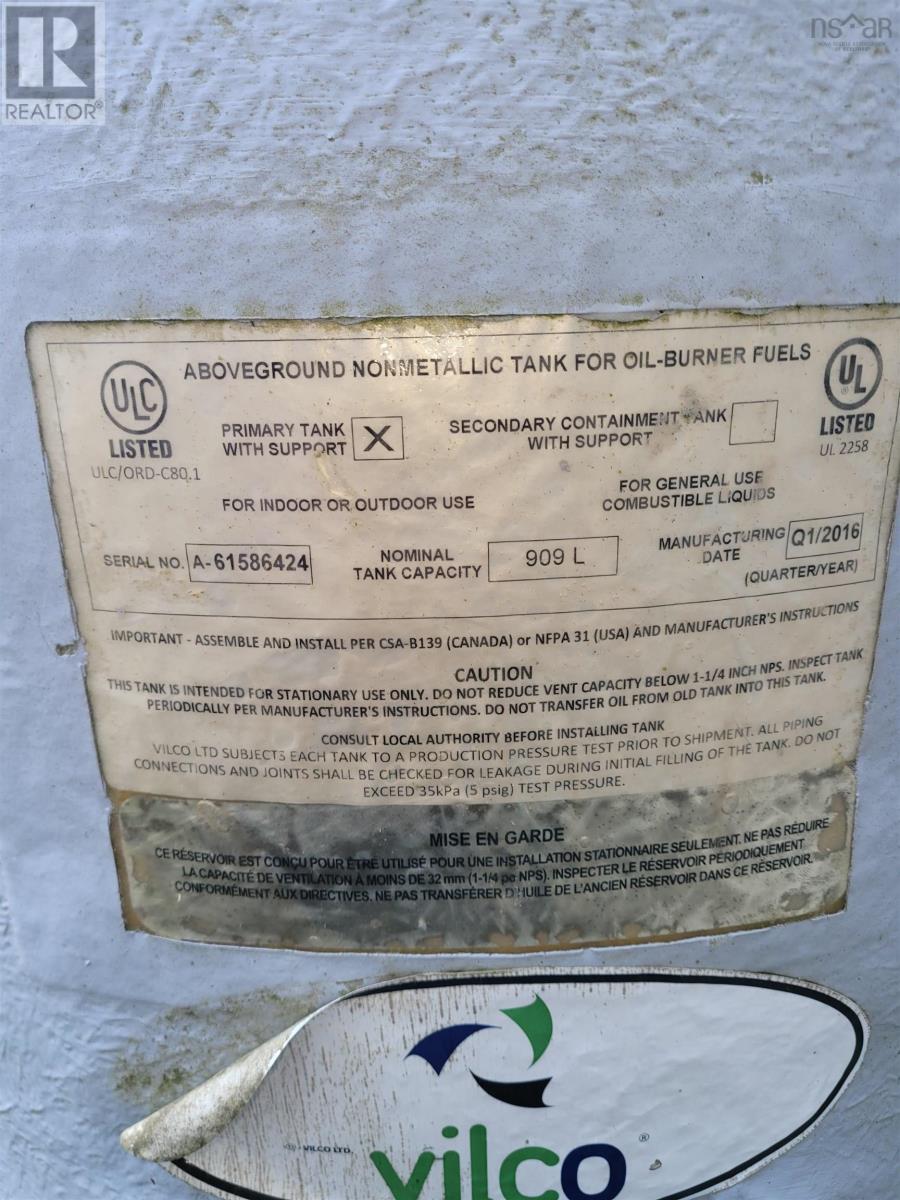 REALTOR®
nsar
ABOVEGROUND NONMETALLIC TANK FOR OIL-BURNER FUELS
ULC
LISTED
ULC/ORD-C80.1
PRIMARY TANK
WITH SUPPORT X
SECONDARY CONTAINMENT TANK
WITH SUPPORT
UL
LISTED
UL 2258
FOR INDOOR OR OUTDOOR USE
FOR GENERAL USE
COMBUSTIBLE LIQUIDS
SERIAL NO. A-61586424
NOMINAL
TANK CAPACITY
909 L
MANUFACTURING
DATE
Q1/2016
(QUARTER/YEAR)
IMPORTANT - ASSEMBLE AND INSTALL PER CSA-B139 (CANADA) or NFPA 31 (USA) AND MANUFACTURER'S INSTRUCTIONS
CAUTION
THIS TANK IS INTENDED FOR STATIONARY USE ONLY. DO NOT REDUCE VENT CAPACITY BELOW 1-1/4 INCH NPS. INSPECT TANK
PERIODICALLY PER MANUFACTURER'S INSTRUCTIONS. DO NOT TRANSFER OIL FROM OLD TANK INTO THIS TANK.
CONSULT LOCAL AUTHORITY BEFORE INSTALLING TANK
VILCO LTD SUBJECTS EACH TANK TO A PRODUCTION PRESSURE TEST PRIOR TO SHIPMENT. ALL PIPING
CONNECTIONS AND JOINTS SHALL BE CHECKED FOR LEAKAGE DURING INITIAL FILLING OF THE TANK. DO NOT
EXCEED 35kPa (5 psig) TEST PRESSURE.
MISE EN GARDE
CE RÉSERVOIR EST CONÇU POUR ÊTRE UTILISÉ POUR UNE INSTALLATION STATIONNAIRE SEULEMENT. NE PAS RÉDUIRE
LA CAPACITÉ DE VENTILATION À MOINS DE 32 mm (1-1/4 po NPS). INSPECTER LE RÉSERVOIR PÉRIODIQUEMENT
CONFORMÉMENT AUX DIRECTIVES. NE PAS TRANSFÉRER D'HUILE DE L'ANCIEN RÉSERVOIR DANS CE RÉSERVOIR.
VILCO LTD.
vilco®